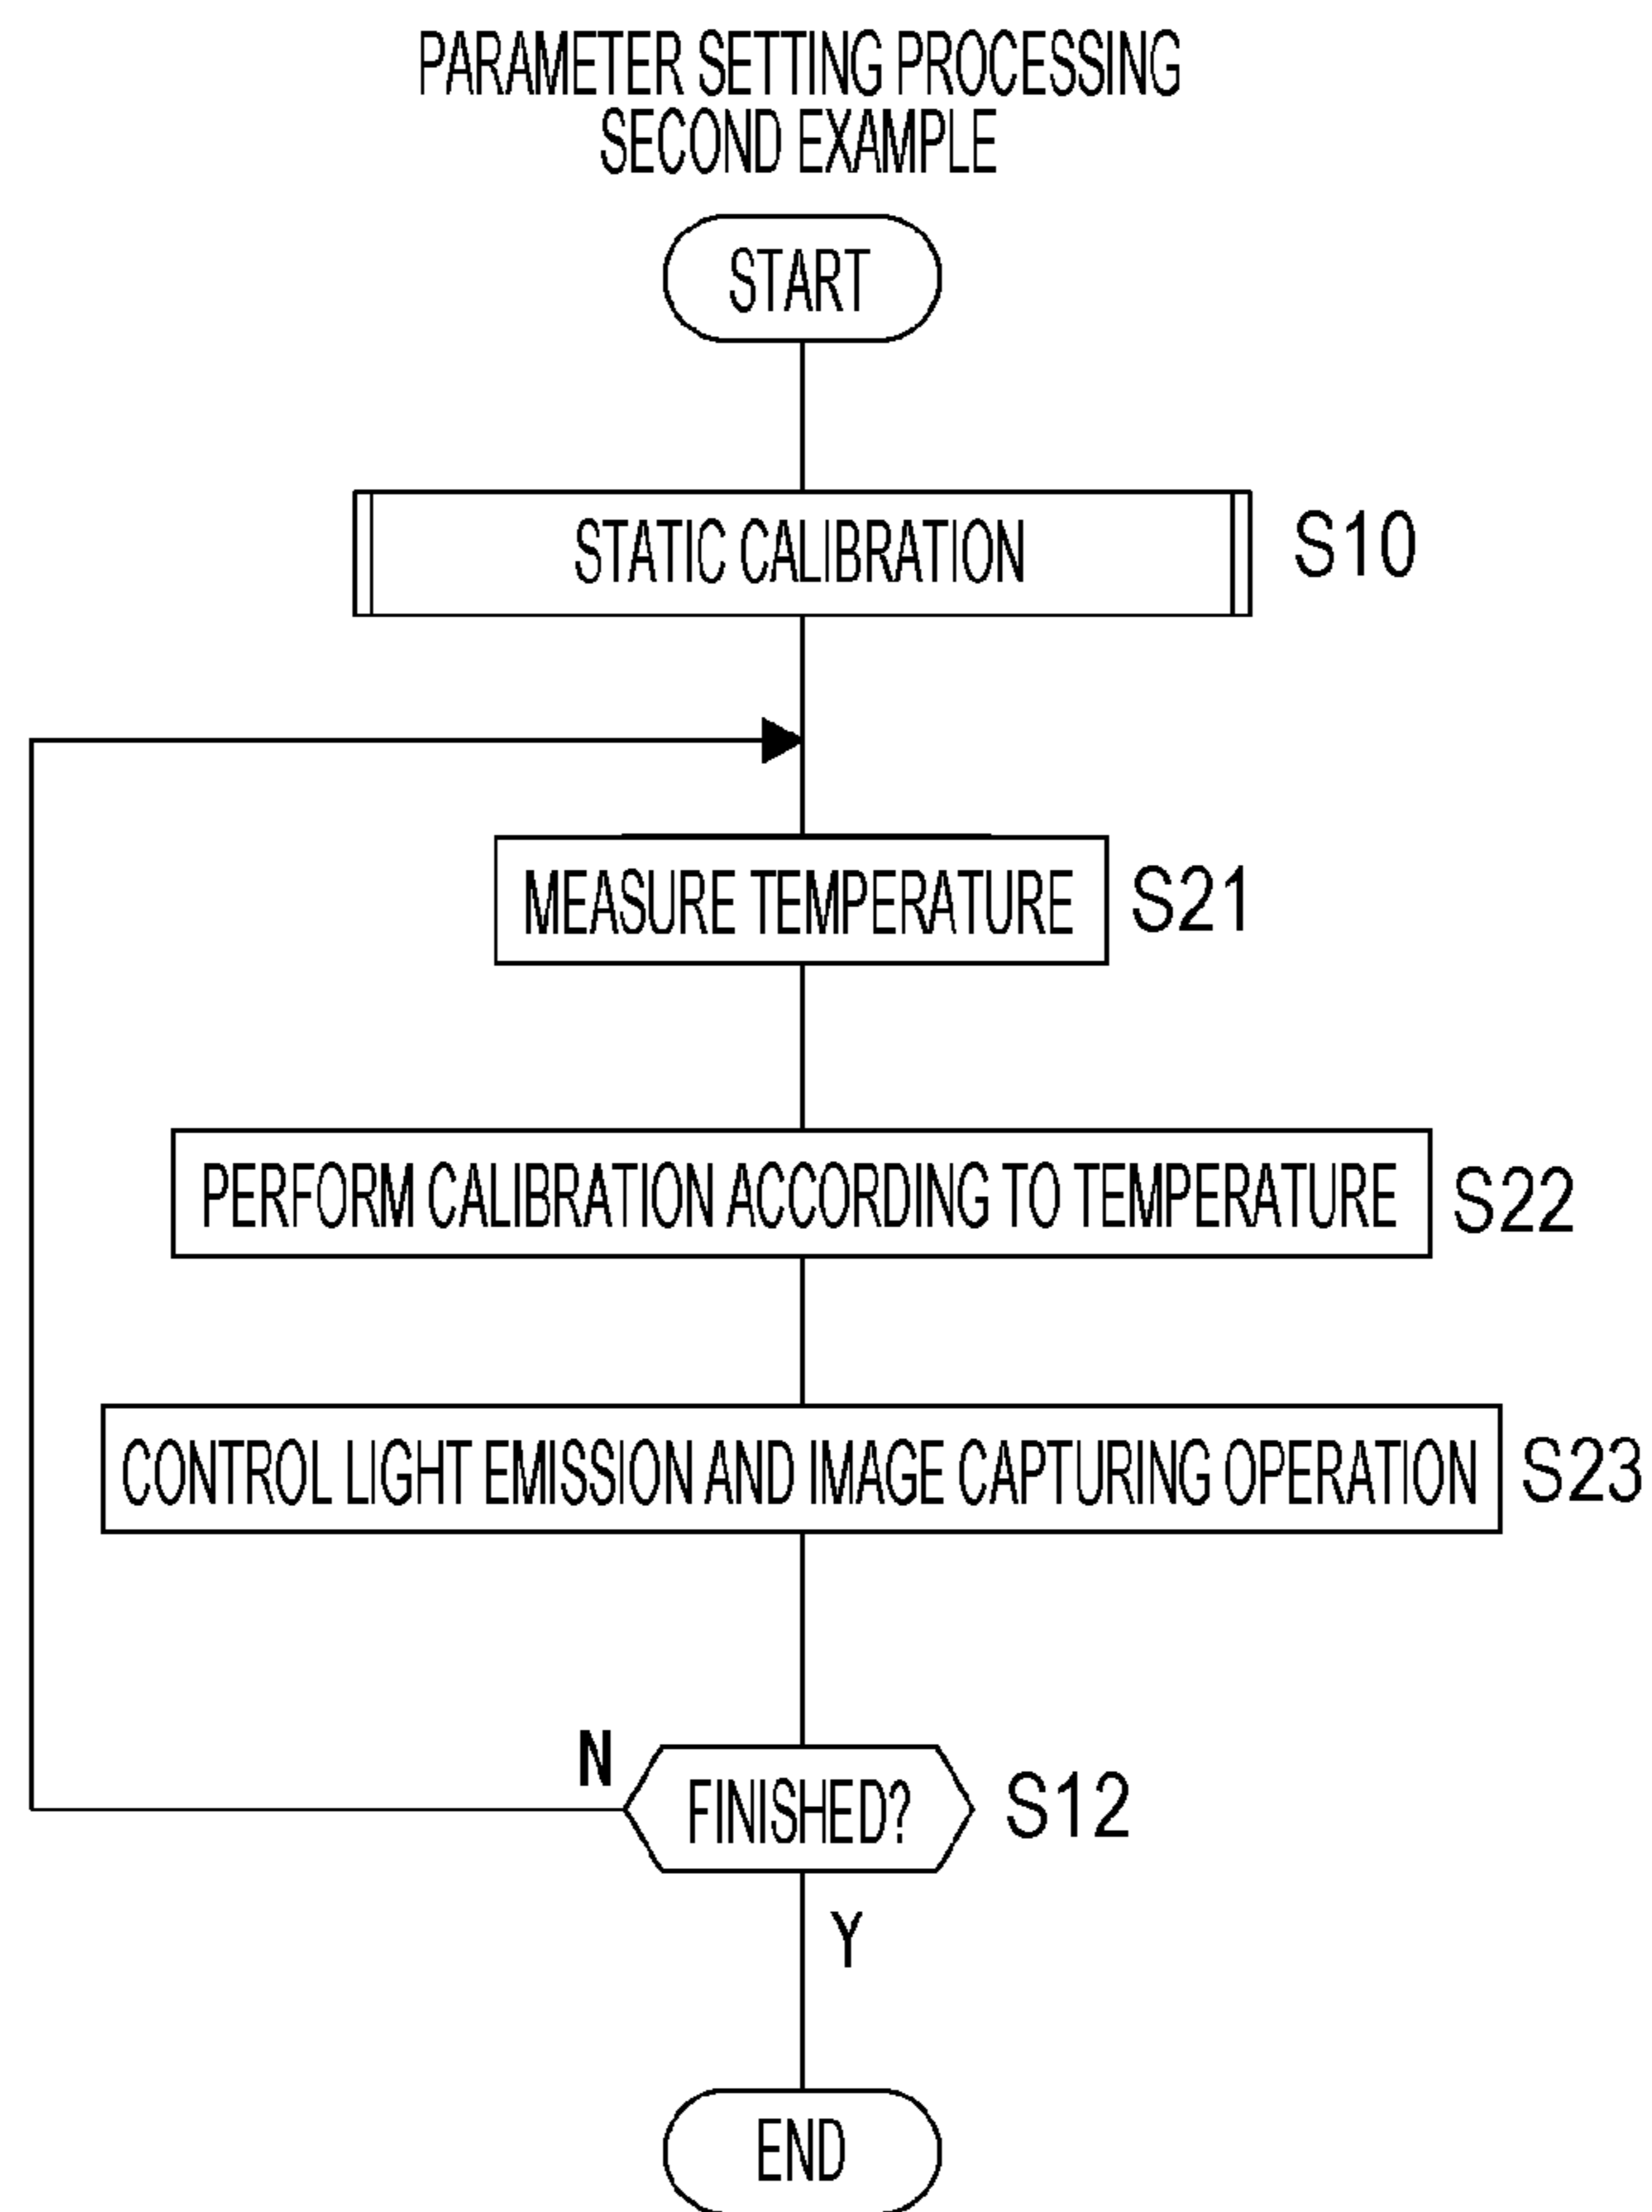 PARAMETER SETTING PROCESSING
SECOND EXAMPLE
START
STATIC CALIBRATION S10
MEASURE TEMPERATURE S21
PERFORM CALIBRATION ACCORDING TO TEMPERATURE S22
CONTROL LIGHT EMISSION AND IMAGE CAPTURING OPERATION S23
N
FINISHED? S12
Y
END